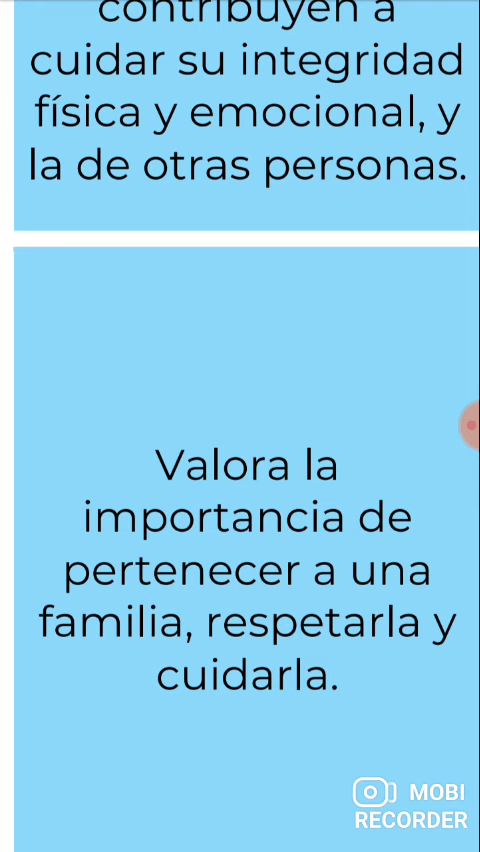 contribuyen a
cuidar su integridad
física y emocional, y
la de otras personas.
Valora la
importancia de
pertenecer a una
familia, respetarla y
cuidarla.
MOBI
RECORDER